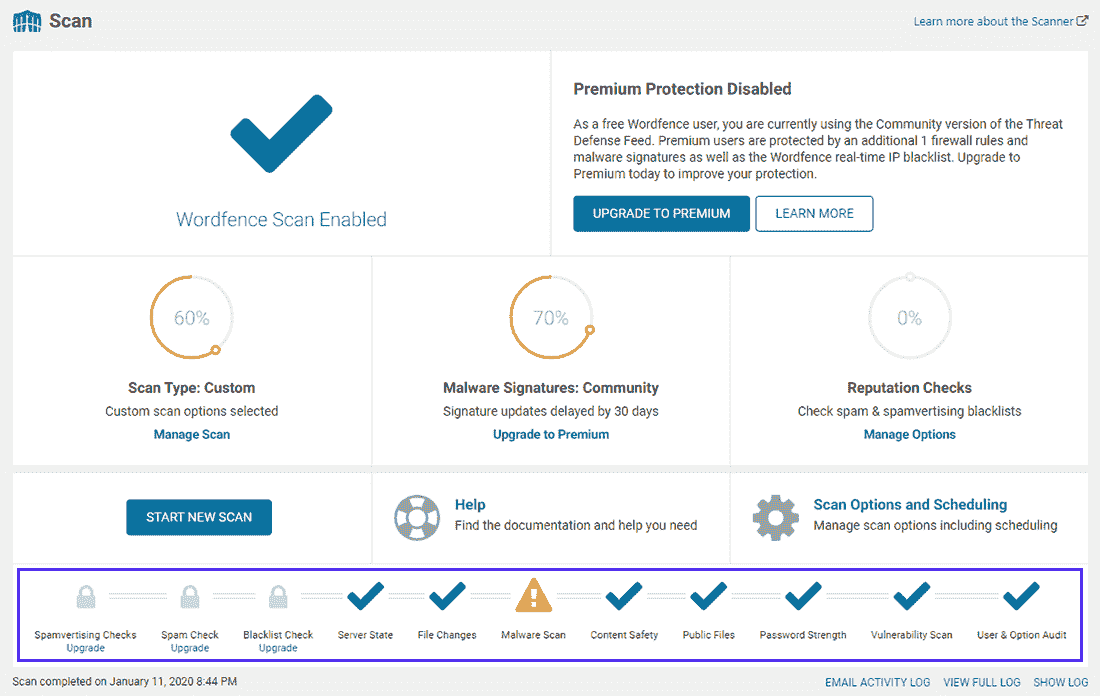 Scan
Learn more about the Scanner
Wordfence Scan Enabled
Premium Protection Disabled
As a free Wordfence user, you are currently using the Community version of the Threat
Defense Feed. Premium users are protected by an additional 1 firewall rules and
malware signatures as well as the Wordfence real-time IP blacklist. Upgrade to
Premium today to improve your protection.
UPGRADE TO PREMIUM
LEARN MORE
60%
Scan Type: Custom
Custom scan options selected
Manage Scan
70%
Malware Signatures: Community
Signature updates delayed by 30 days
Upgrade to Premium
0%
Reputation Checks
Check spam & spamvertising blacklists
Manage Options
START NEW SCAN
Help
Find the documentation and help you need
Scan Options and Scheduling
Manage scan options including scheduling
Spamvertising Checks
Upgrade
Spam Check
Upgrade
Blacklist Check
Upgrade
Server State
File Changes
Malware Scan
Content Safety
Public Files
Password Strength
Vulnerability Scan
User & Option Audit
Scan completed on January 11, 2020 8:44 PM
EMAIL ACTIVITY LOG
VIEW FULL LOG
SHOW LOG